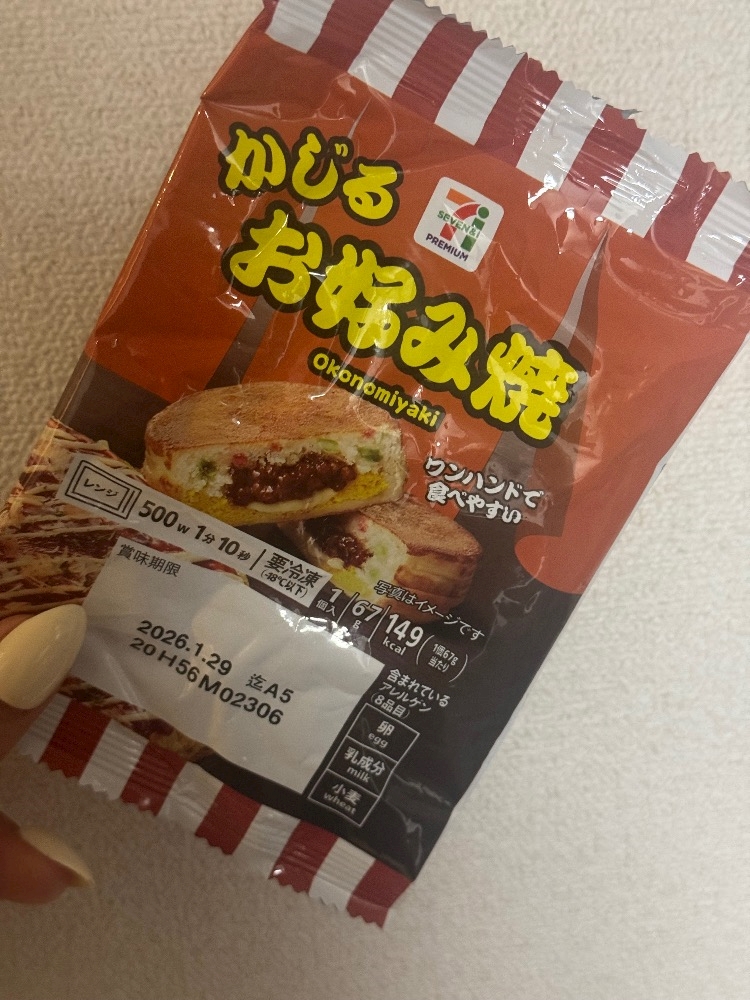 かじる
7i
SEVEN&i
PREMIUM
お好み焼
Okonomiyaki
ワンハンドで
食べやすい
レンジ
500W 1分10秒
要冷凍
(-18℃以下)
1個入
67g
149kcal
(1個67g当たり)
写真はイメージです
賞味期限
2026.1.29 迄A5
20H56M02306
含まれている
アレルゲン
(8品目)
卵
egg
乳成分
milk
小麦
wheat